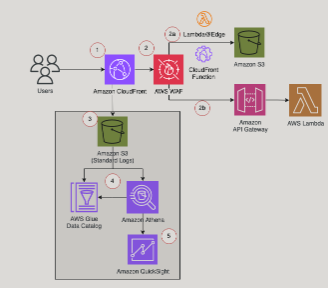 2a
Lambda@Edge
1
2
CloudFront
Function
Users
Amazon CloudFront
AWS WAF
Amazon S3
2b
Amazon
API Gateway
AWS Lambda
3
Amazon S3
(Standard Logs)
4
AWS Glue
Data Catalog
Amazon Athena
5
Amazon QuickSight